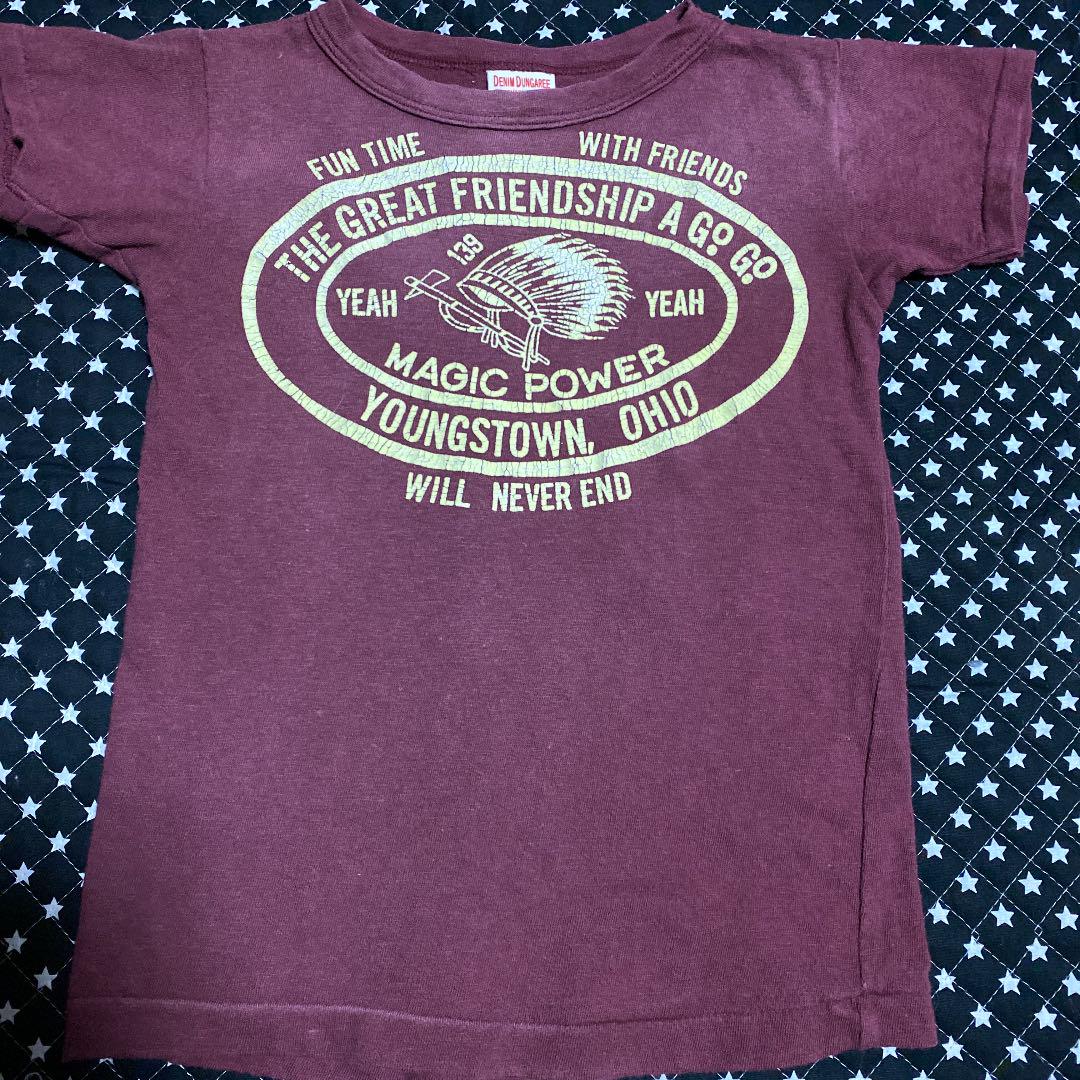 DENIM DUNGAREE
FUN TIME WITH FRIENDS
THE GREAT FRIENDSHIP A GO GO
139
YEAH YEAH
MAGIC POWER
YOUNGSTOWN, OHIO
WILL NEVER END